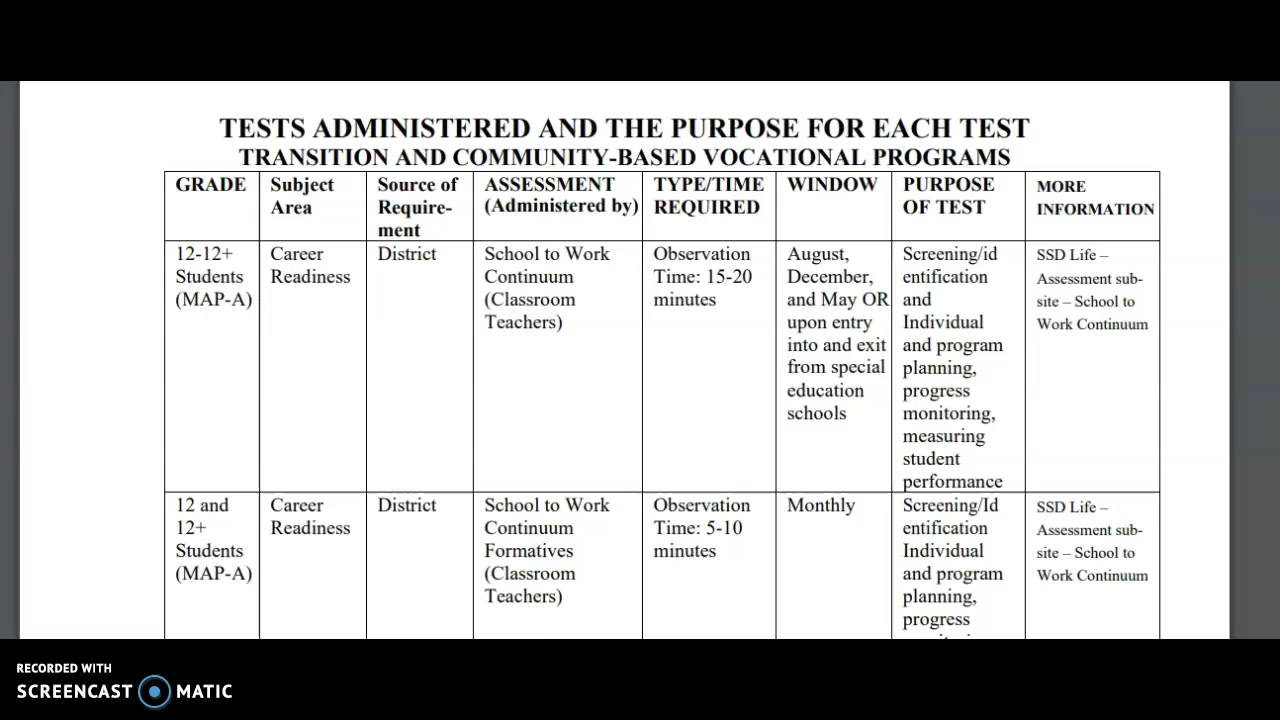 TESTS ADMINISTERED AND THE PURPOSE FOR EACH TEST
TRANSITION AND COMMUNITY-BASED VOCATIONAL PROGRAMS
GRADE
Subject
Area
Source of
Require-
ment
ASSESSMENT
(Administered by)
TYPE/TIME
REQUIRED
WINDOW
PURPOSE
OF TEST
MORE
INFORMATION
12-12+
Students
(MAP-A)
Career
Readiness
District
School to Work
Continuum
(Classroom
Teachers)
Observation
Time: 15-20
minutes
August,
December,
and May OR
upon entry
into and exit
from special
education
schools
Screening/id
entification
and
Individual
and program
planning,
progress
monitoring,
measuring
student
performance
SSD Life –
Assessment sub-
site – School to
Work Continuum
12 and
12+
Students
(MAP-A)
Career
Readiness
District
School to Work
Continuum
Formatives
(Classroom
Teachers)
Observation
Time: 5-10
minutes
Monthly
Screening/Id
entification
Individual
and program
planning,
progress
SSD Life –
Assessment sub-
site – School to
Work Continuum
RECORDED WITH
SCREENCAST MATIC